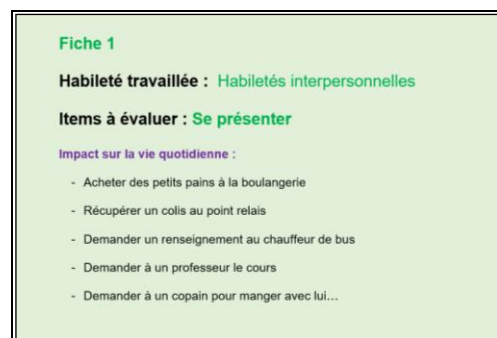 Fiche 1
Habileté travaillée : Habiletés interpersonnelles
Items à évaluer : Se présenter
Impact sur la vie quotidienne :
- Acheter des petits pains à la boulangerie
- Récupérer un colis au point relais
- Demander un renseignement au chauffeur de bus
- Demander à un professeur le cours
- Demander à un copain pour manger avec lui…